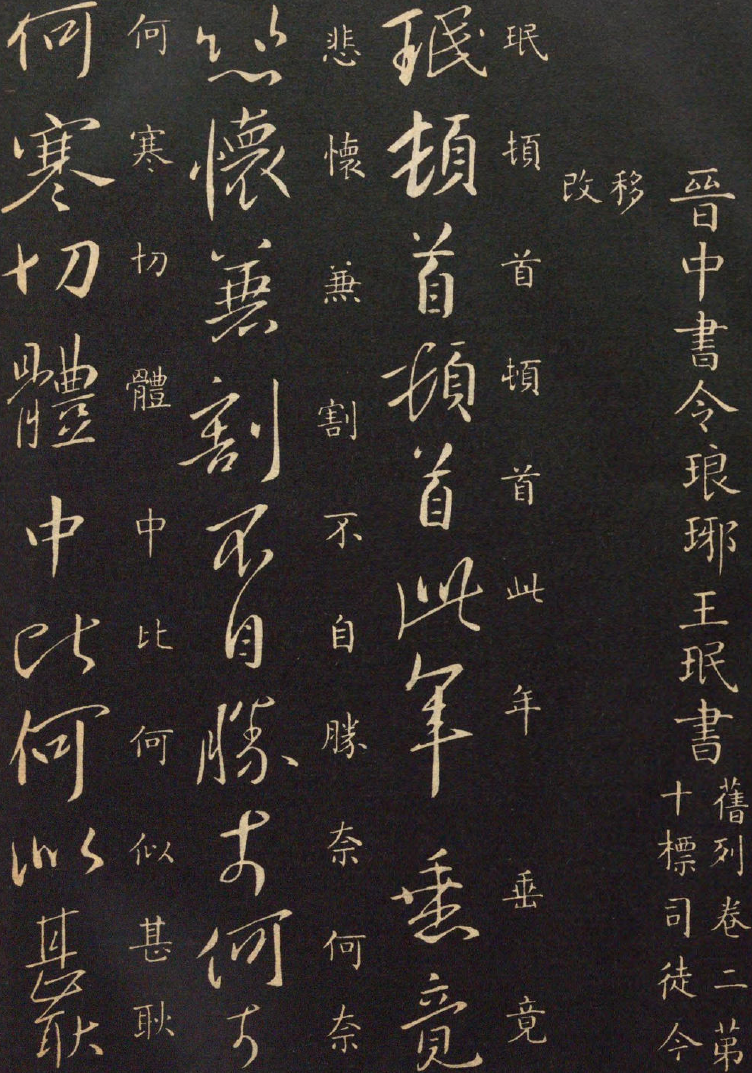 晉中書令琅琊王珉書
舊列卷二第
十標司徒今
移
改
珉頓首頓首此年垂竟
珉頓首頓首此年垂竟
悲懷兼割不自勝奈何奈
悲懷兼割不自勝奈何奈
何寒切體中比何似甚耿
何寒切體中比何似甚耿